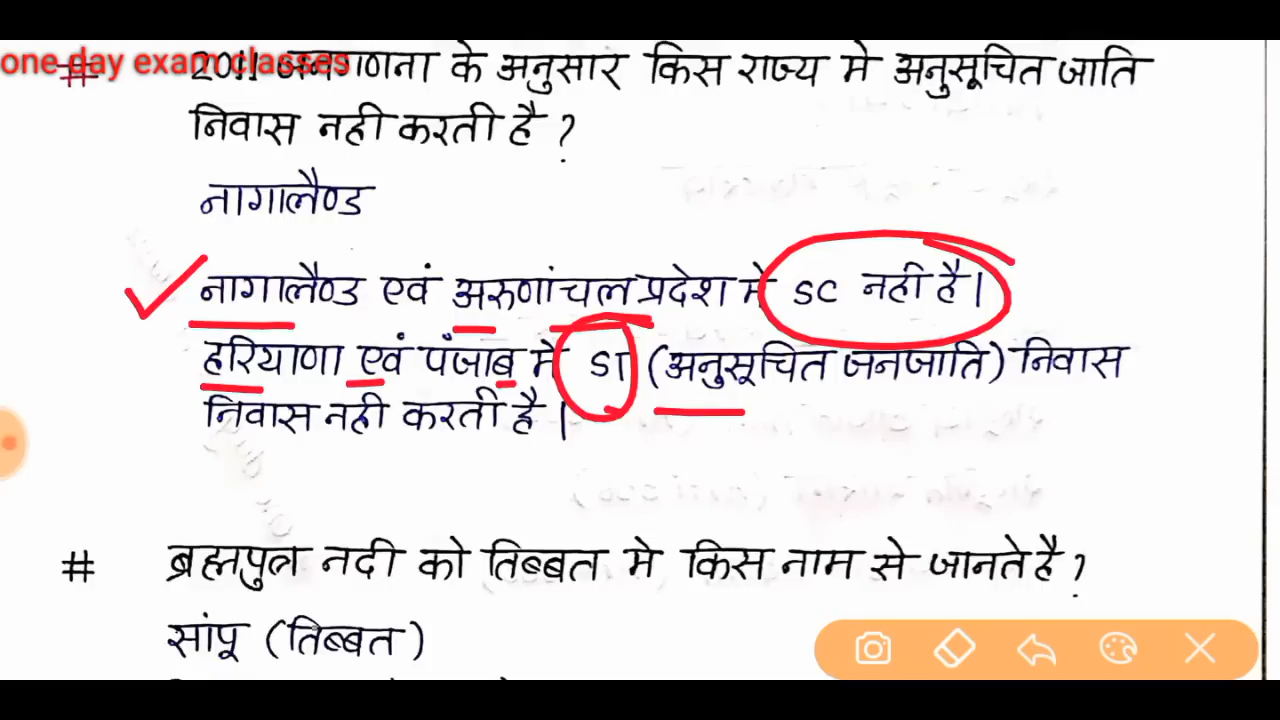 one day exam classes
# 2011 जनगणना के अनुसार किस राज्य मे अनुसूचित जाति
निवास नही करती है ?
नागालैण्ड
नागालैण्ड एवं अरुणांचल प्रदेश मे SC नही है।
हरियाणा एवं पंजाब मे ST (अनुसूचित जनजाति) निवास
निवास नही करती है।
# ब्रह्मपुत्र नदी को तिब्बत मे किस नाम से जानते है ?
सांपू (तिब्बत)